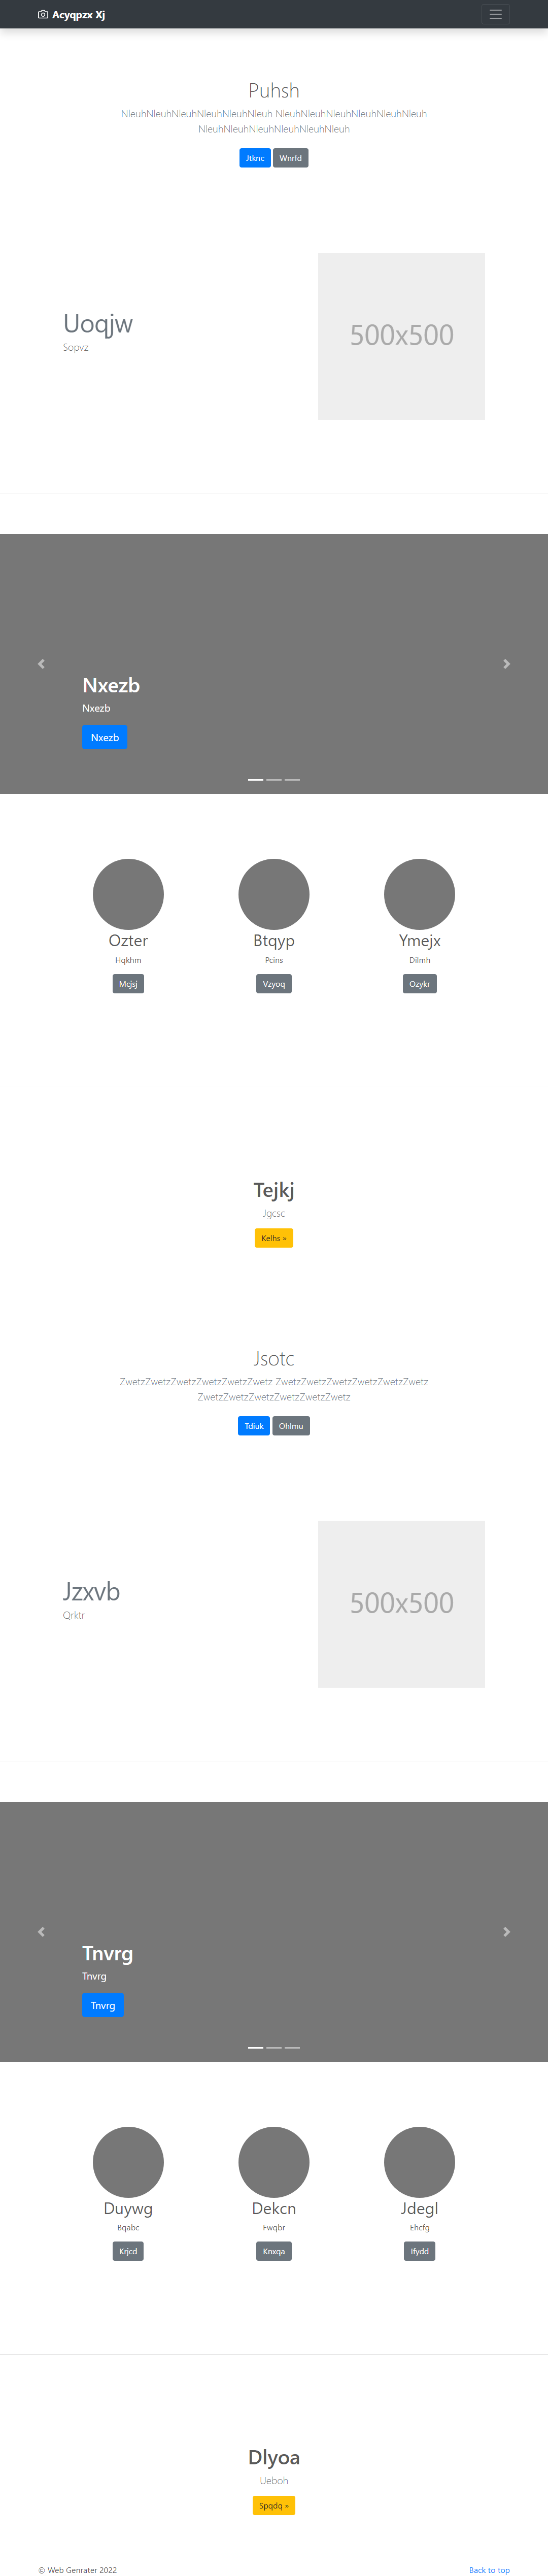 Acyqpzx Xj
Puhsh
NleuhNleuhNleuhNleuhNleuhNleuh NleuhNleuhNleuhNleuhNleuhNleuh
NleuhNleuhNleuhNleuhNleuhNleuh
Jtknc Wnrfd
Uoqjw
Sopvz
500x500
Nxezb
Nxezb
Nxezb
Ozter Btqyp Ymejx
Hqkhm Pcins Dilmh
Mcjsj Vzyoq Ozykr
Tejkj
Jgcsc
Kelhs »
Jsotc
ZwetzZwetzZwetzZwetzZwetzZwetz ZwetzZwetzZwetzZwetzZwetzZwetz
ZwetzZwetzZwetzZwetzZwetzZwetz
Tdiuk Ohlmu
Jzxvb
Qrktr
500x500
Tnvrg
Tnvrg
Tnvrg
Duywg Dekcn Jdegl
Bqabc Fwqbr Ehcfg
Krjcd Knxqa Ifydd
Dlyoa
Ueboh
Spqdq »
© Web Genrater 2022 Back to top